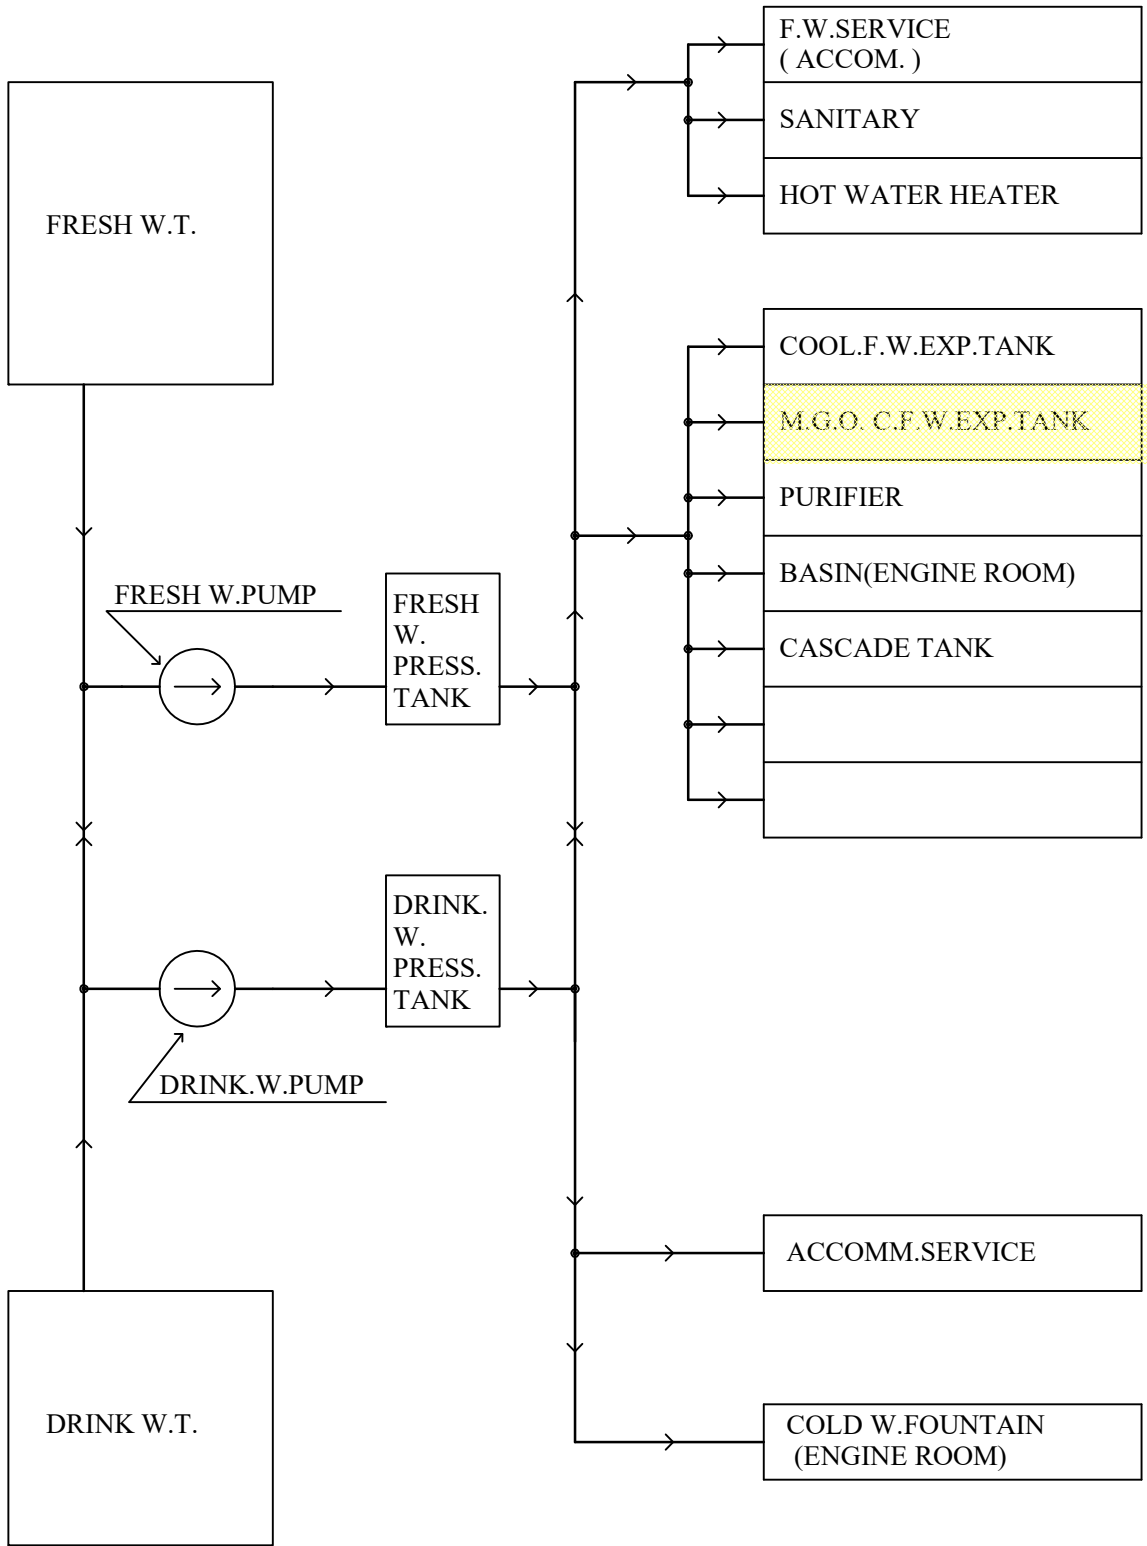 F.W.SERVICE
( ACCOM. )
SANITARY
HOT WATER HEATER
FRESH W.T.
COOL.F.W.EXP.TANK
M.G.O. C.F.W.EXP.TANK
PURIFIER
BASIN(ENGINE ROOM)
CASCADE TANK
FRESH W.PUMP
FRESH
W.
PRESS.
TANK
DRINK.
W.
PRESS.
TANK
DRINK.W.PUMP
ACCOMM.SERVICE
DRINK W.T.
COLD W.FOUNTAIN
(ENGINE ROOM)